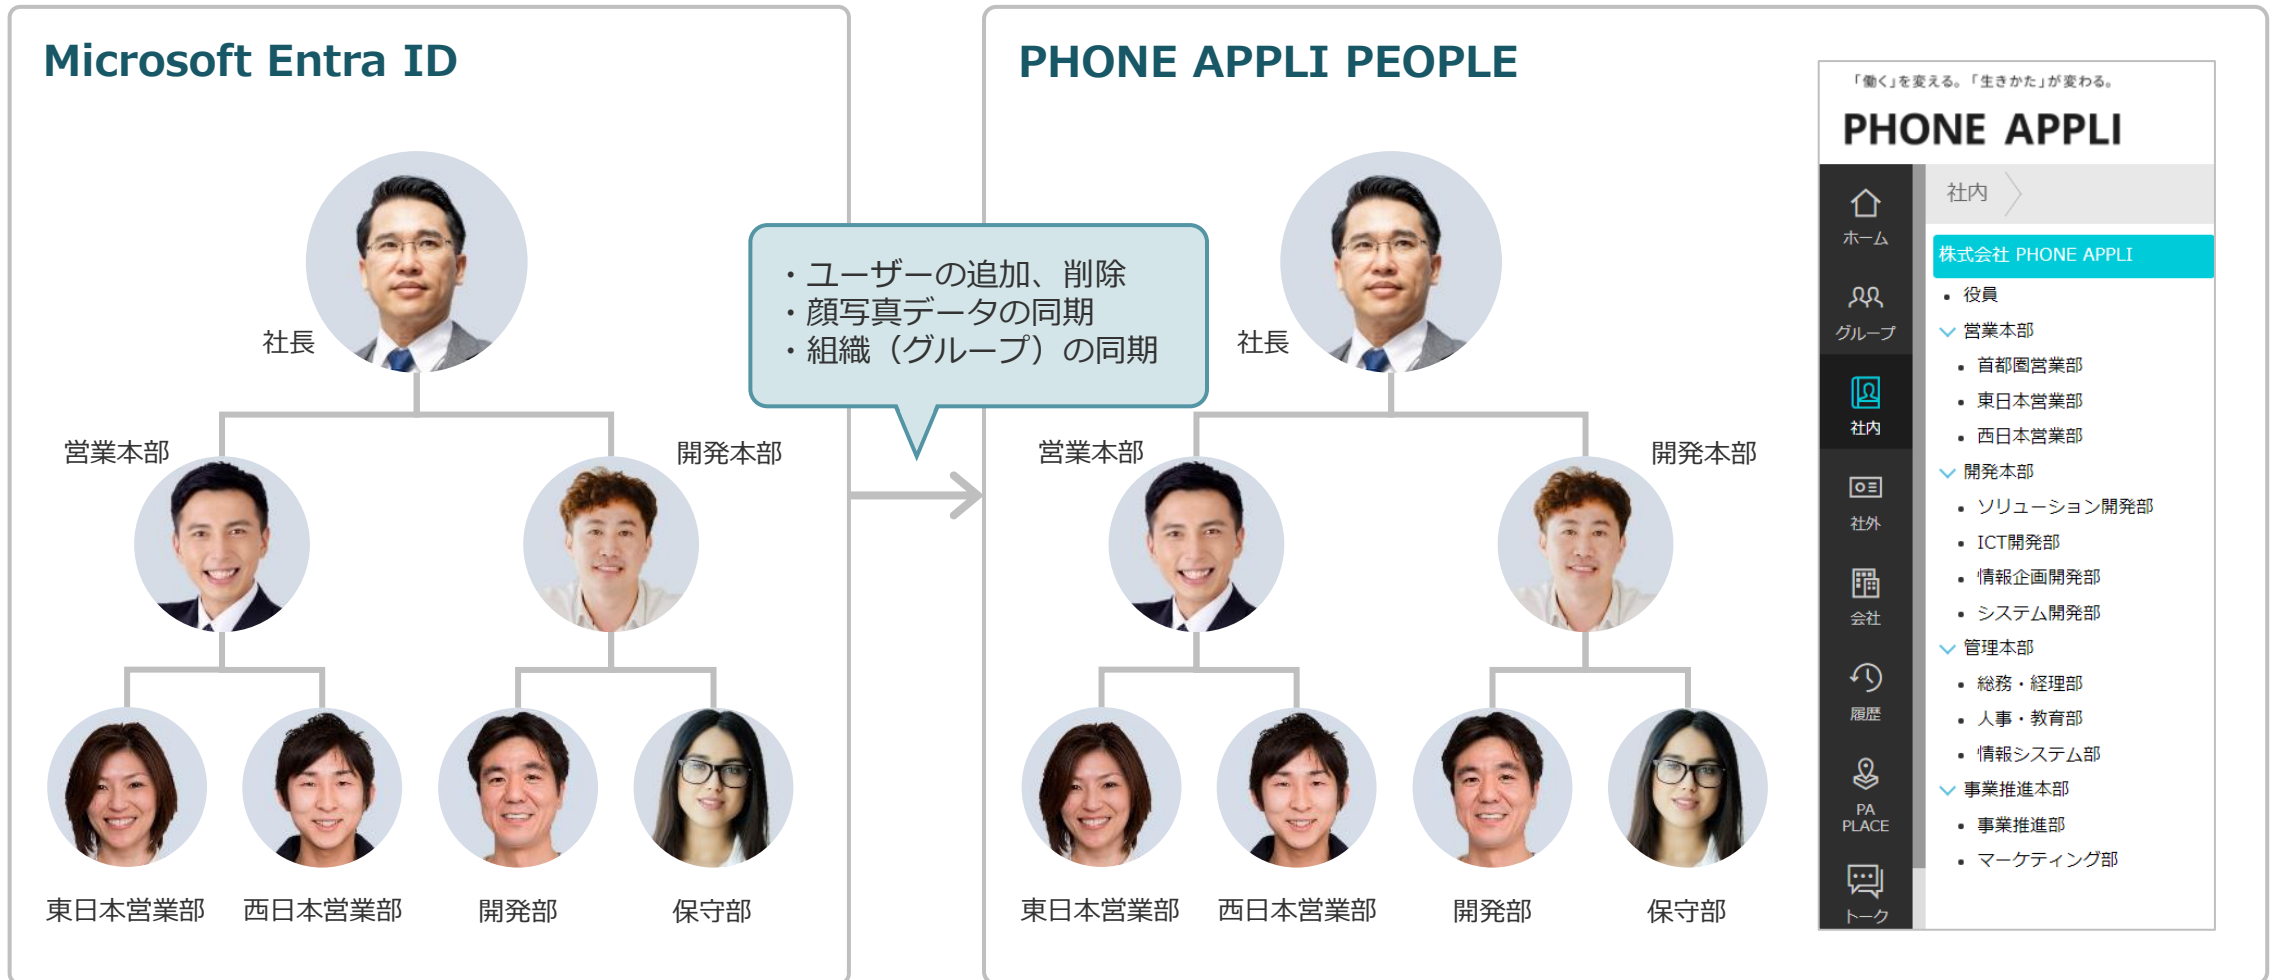 Microsoft Entra ID
社長
営業本部
開発本部
東日本営業部
西日本営業部
開発部
保守部
・ユーザーの追加、削除
・顔写真データの同期
・組織（グループ）の同期
PHONE APPLI PEOPLE
社長
営業本部
開発本部
東日本営業部
西日本営業部
開発部
保守部
「働く」を変える。「生きかた」が変わる。
PHONE APPLI
ホーム
グループ
社内
社外
会社
履歴
PA
PLACE
トーク
社内
株式会社 PHONE APPLI
役員
営業本部
首都圏営業部
東日本営業部
西日本営業部
開発本部
ソリューション開発部
ICT開発部
情報企画開発部
システム開発部
管理本部
総務・経理部
人事・教育部
情報システム部
事業推進本部
事業推進部
マーケティング部